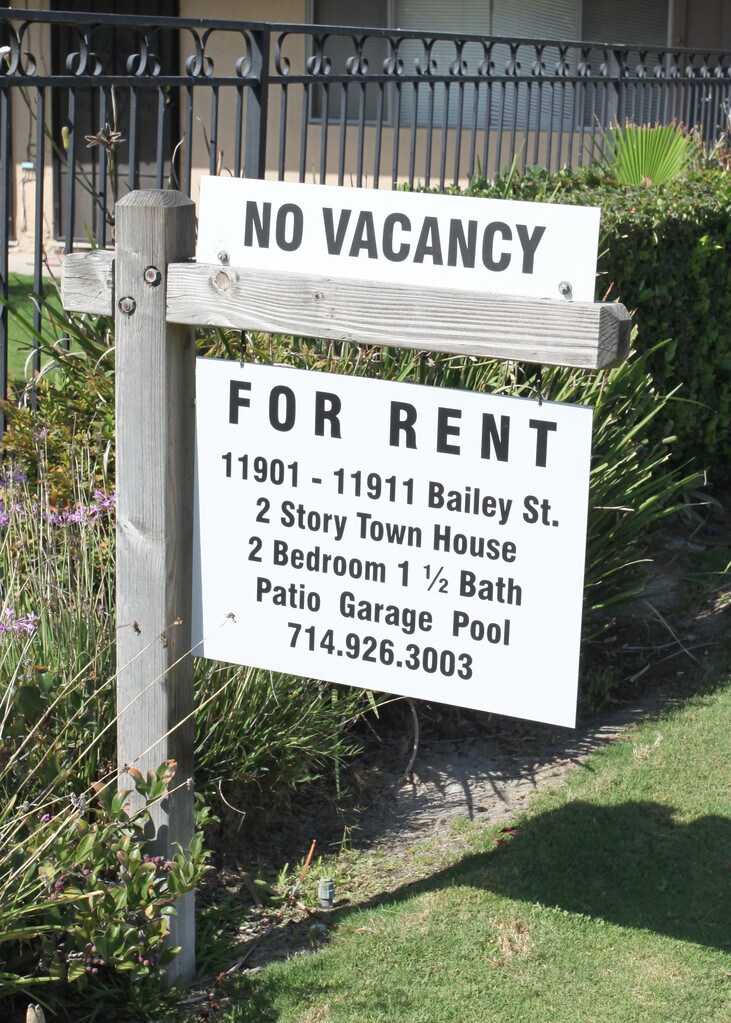 NO VACANCY
FOR RENT
11901 - 11911 Bailey St.
2 Story Town House
2 Bedroom 1 ½ Bath
Patio Garage Pool
714.926.3003